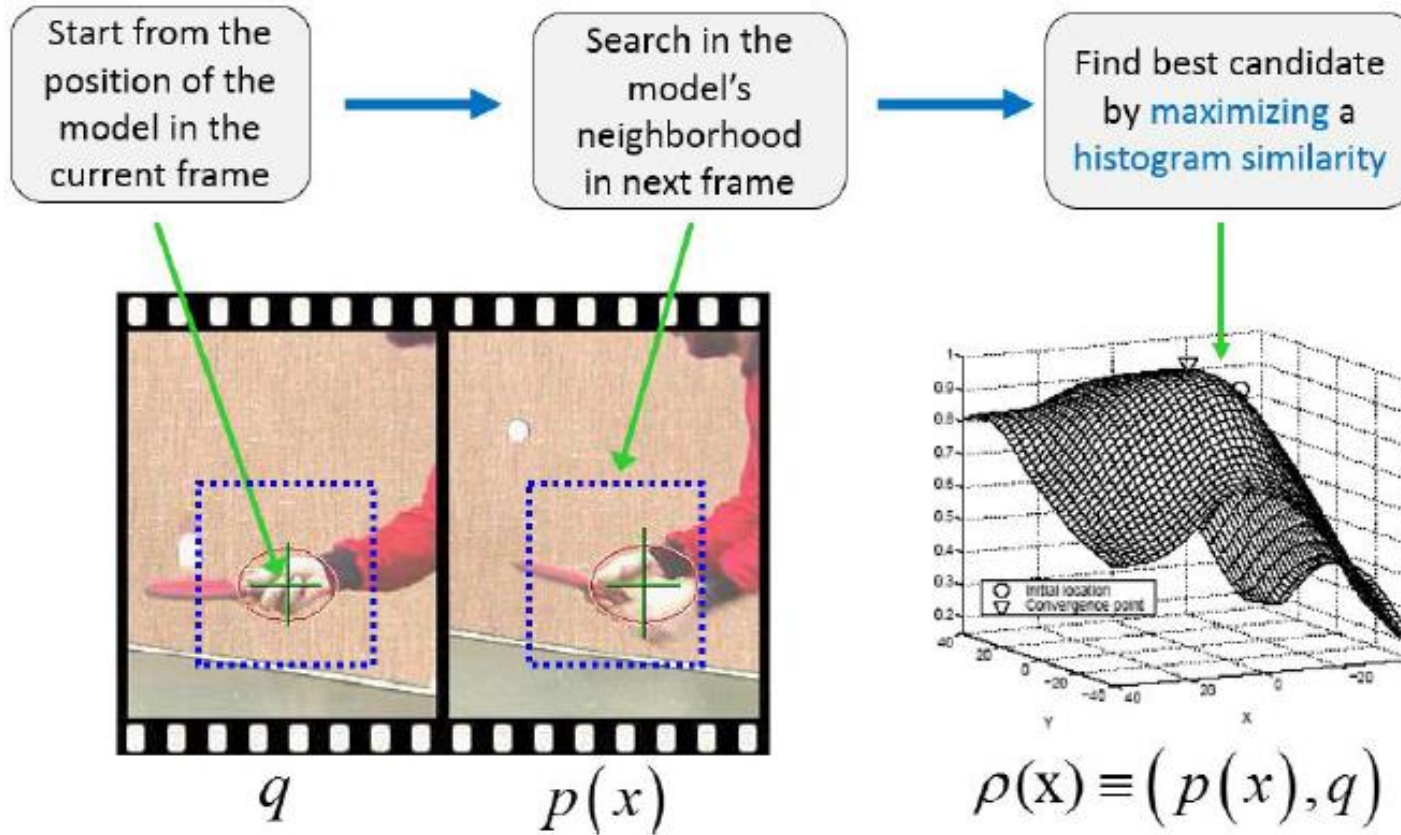 Start from the
position of the
model in the
current frame
Search in the
model's
neighborhood
in next frame
Find best candidate
by maximizing a
histogram similarity
1
0.9
0.8
0.7
0.6
0.5
0.4
0.3
0.2
Initial location
Convergence point
40
20
0
-20
-40
Y
40
20
0
-20
X
q
p(x)
ρ(x) ≡ (p(x), q)